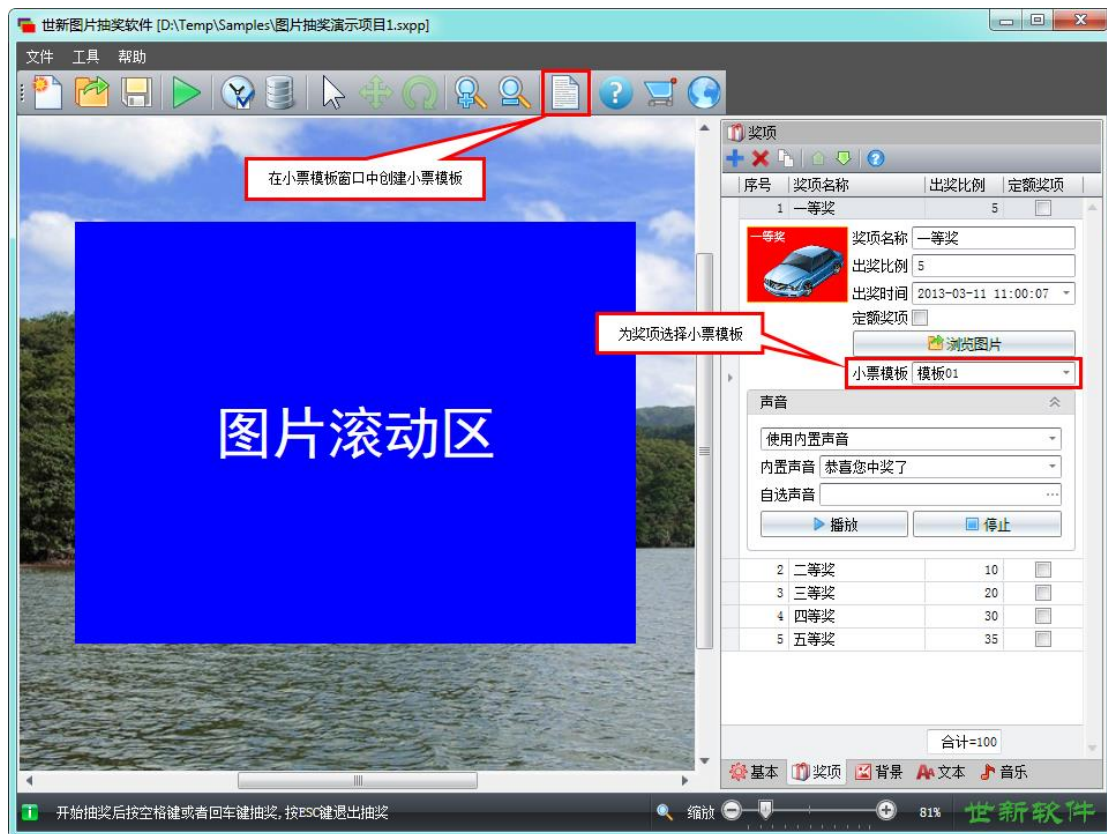 世新图片抽奖软件 [D:\Temp\Samples\图片抽奖演示项目1.sxpp]
文件 工具 帮助
在小票模板窗口中创建小票模板
图片滚动区
奖项
序号 奖项名称 出奖比例 定额奖项
1 一等奖 5
一等奖
奖项名称 一等奖
出奖比例 5
出奖时间 2013-03-11 11:00:07
定额奖项
浏览图片
为奖项选择小票模板
小票模板 模板01
声音
使用内置声音
内置声音 恭喜您中奖了
自选声音 ...
播放 停止
2 二等奖 10
3 三等奖 20
4 四等奖 30
5 五等奖 35
合计=100
基本 奖项 背景 文本 音乐
开始抽奖后按空格键或者回车键抽奖,按ESC键退出抽奖 缩放 81% 世新软件